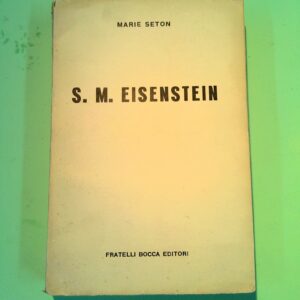 MARIE SETON
S. M. EISENSTEIN
FRATELLI BOCCA EDITORI